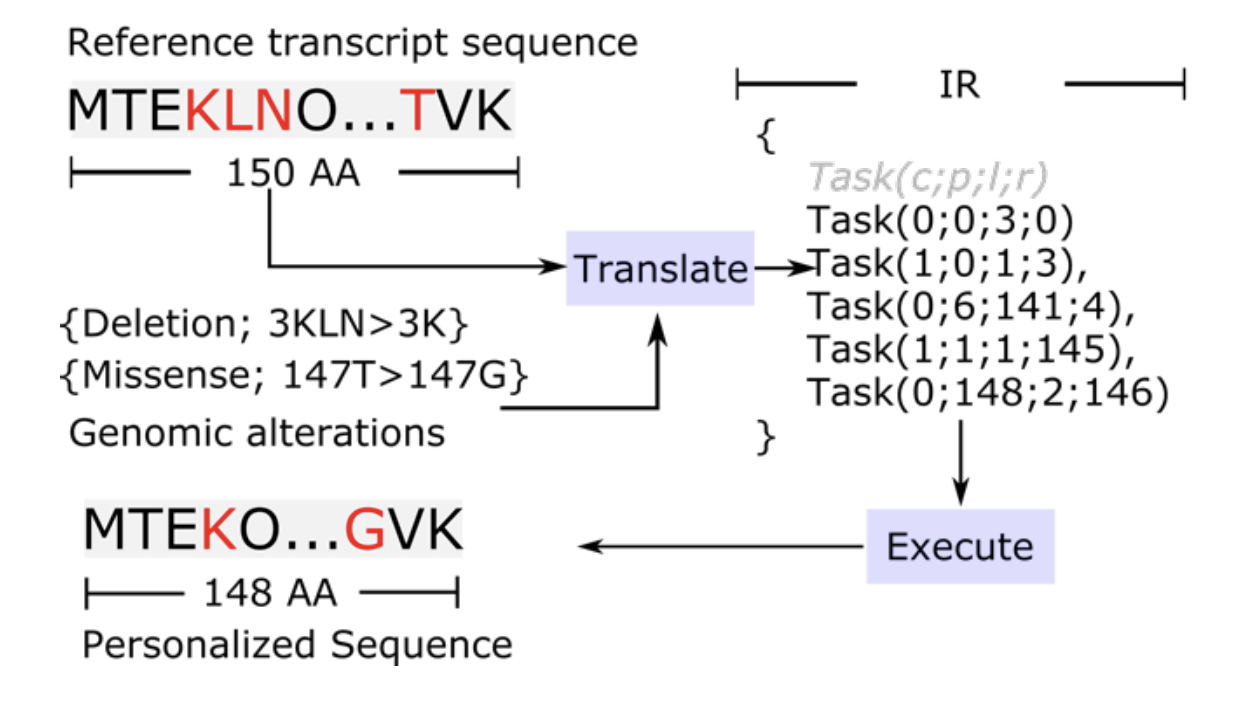 Reference transcript sequence
MTEKLNO...TVK
150 AA
{Deletion; 3KLN>3K}
{Missense; 147T>147G}
Genomic alterations
Translate
IR
{
Task(c;p;l;r)
Task(0;0;3;0)
Task(1;0;1;3),
Task(0;6;141;4),
Task(1;1;1;145),
Task(0;148;2;146)
}
Execute
MTEKO...GVK
148 AA
Personalized Sequence